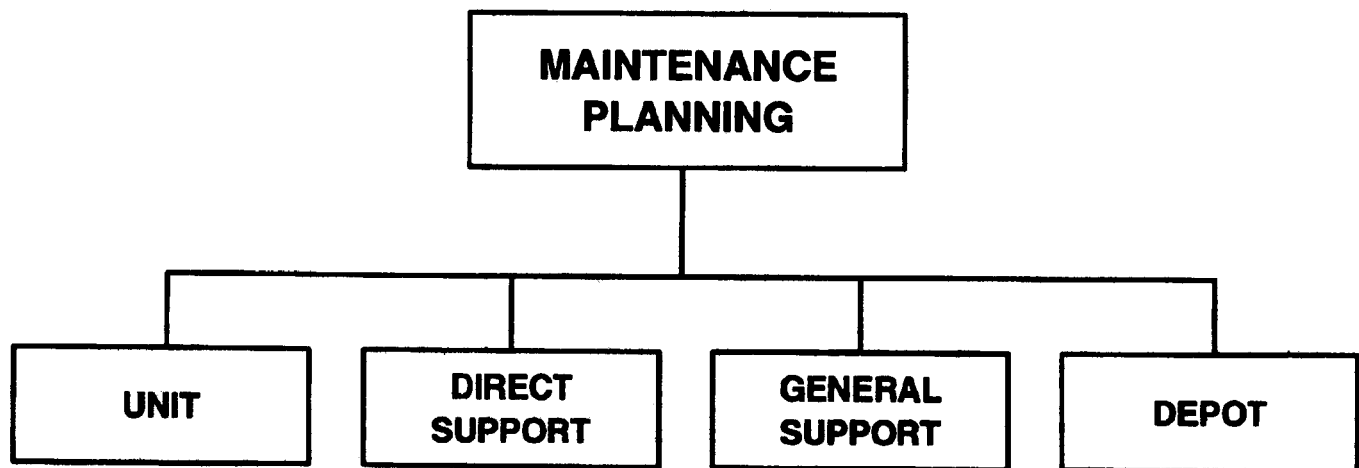 MAINTENANCE
PLANNING
UNIT
DIRECT
SUPPORT
GENERAL
SUPPORT
DEPOT